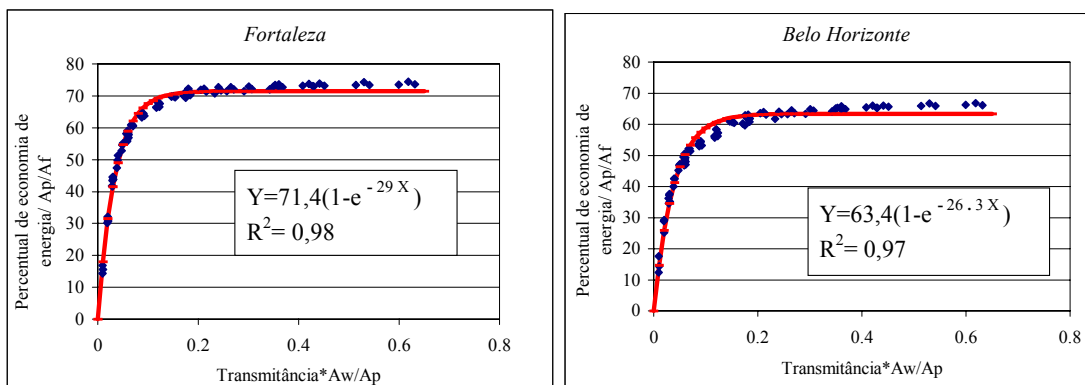 Fortaleza
80
70
60
50
40
30
20
10
0
Percentual de economia de
energia/ Ap/Af
Y=71,4(1-e^{-29 X})
R²= 0,98
0 0.2 0.4 0.6 0.8
Transmitância*Aw/Ap
Belo Horizonte
80
70
60
50
40
30
20
10
0
Percentual de economia de
energia/ Ap/Af
Y=63,4(1-e^{-26.3 X})
R²= 0,97
0 0.2 0.4 0.6 0.8
Transmitância*Aw/Ap